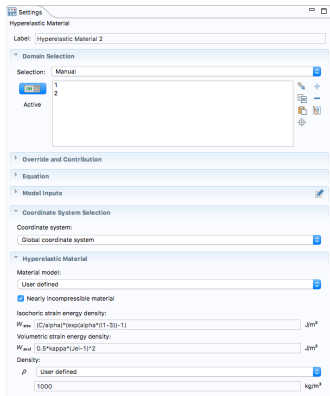 Settings
Hyperelastic Material
Label: Hyperelastic Material 2
Domain Selection
Selection: Manual
1
2
Active
Override and Contribution
Equation
Model Inputs
Coordinate System Selection
Coordinate system:
Global coordinate system
Hyperelastic Material
Material model:
User defined
Nearly incompressible material
Isochoric strain energy density:
(C/alpha)*(exp(alpha*(I1-3))-1) J/m³
Volumetric strain energy density:
0.5*kappa*(Jel-1)^2 J/m³
Density:
ρ User defined
1000 kg/m³